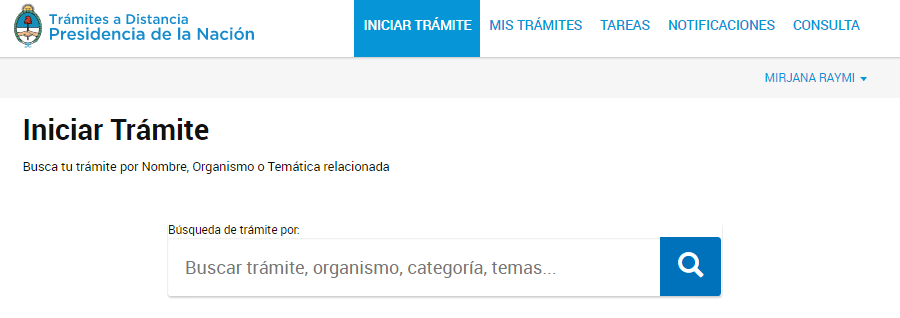 Trámites a Distancia
Presidencia de la Nación
INICIAR TRÁMITE MIS TRÁMITES TAREAS NOTIFICACIONES CONSULTA
MIRJANA RAYMI
Iniciar Trámite
Busca tu trámite por Nombre, Organismo o Temática relacionada
Búsqueda de trámite por:
Buscar trámite, organismo, categoría, temas...